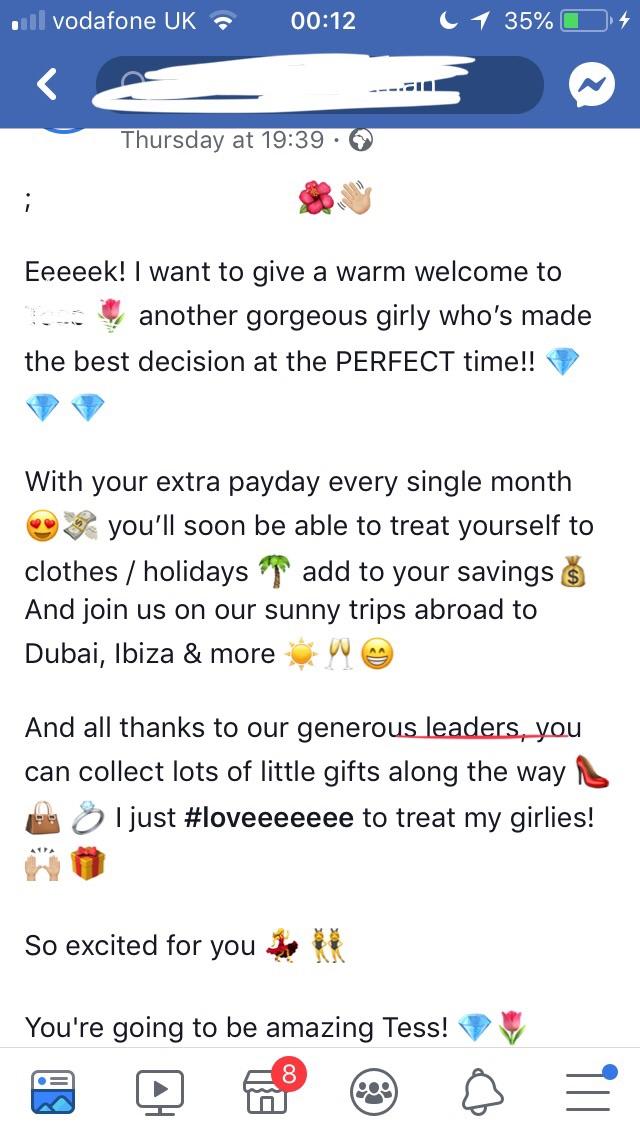 vodafone UK 00:12 35%
Thursday at 19:39 ·
; 🌺👋🏼
Eeeeek! I want to give a warm welcome to
🌷 another gorgeous girly who's made
the best decision at the PERFECT time!! 💎
💎 💎
With your extra payday every single month
😍💸 you'll soon be able to treat yourself to
clothes / holidays 🌴 add to your savings💰
And join us on our sunny trips abroad to
Dubai, Ibiza & more ☀️🥂😁
And all thanks to our generous leaders, you
can collect lots of little gifts along the way 👠
👜 💍 I just #loveeeeeee to treat my girlies!
🙌🏼 🎁
So excited for you 💃 👯
You're going to be amazing Tess! 💎🌷
8